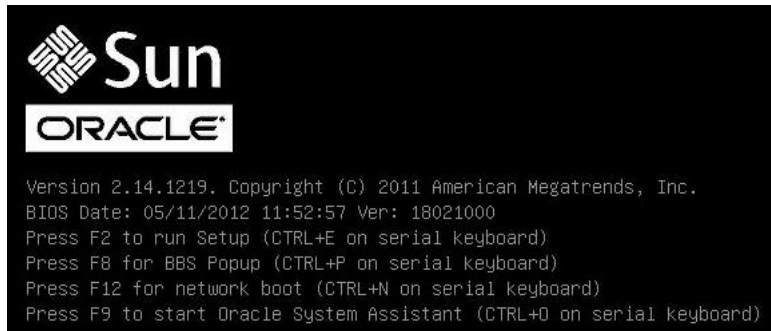 Sun
ORACLE
Version 2.14.1219. Copyright (C) 2011 American Megatrends, Inc.
BIOS Date: 05/11/2012 11:52:57 Ver: 18021000
Press F2 to run Setup (CTRL+E on serial keyboard)
Press F8 for BBS Popup (CTRL+P on serial keyboard)
Press F12 for network boot (CTRL+N on serial keyboard)
Press F9 to start Oracle System Assistant (CTRL+O on serial keyboard)